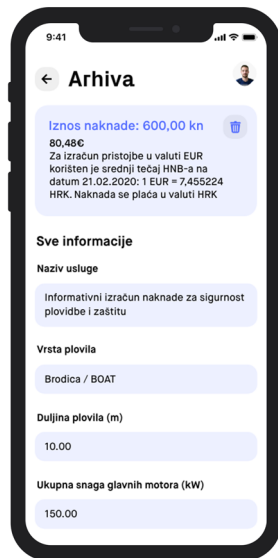 9:41
Arhiva
Iznos naknade: 600,00 kn
80,48€
Za izračun pristojbe u valuti EUR
korišten je srednji tečaj HNB-a na
datum 21.02.2020: 1 EUR = 7,455224
HRK. Naknada se plaća u valuti HRK
Sve informacije
Naziv usluge
Informativni izračun naknade za sigurnost
plovidbe i zaštitu
Vrsta plovila
Brodica / BOAT
Duljina plovila (m)
10.00
Ukupna snaga glavnih motora (kW)
150.00